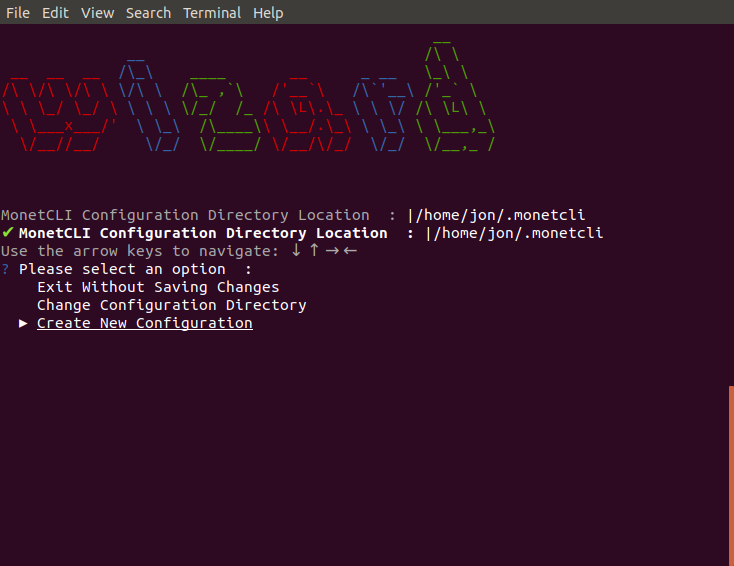 File Edit View Search Terminal Help
wizard
MonetCLI Configuration Directory Location : |/home/jon/.monetcli
✔ MonetCLI Configuration Directory Location : |/home/jon/.monetcli
Use the arrow keys to navigate: ↓ ↑ → ←
? Please select an option :
Exit Without Saving Changes
Change Configuration Directory
▸ Create New Configuration